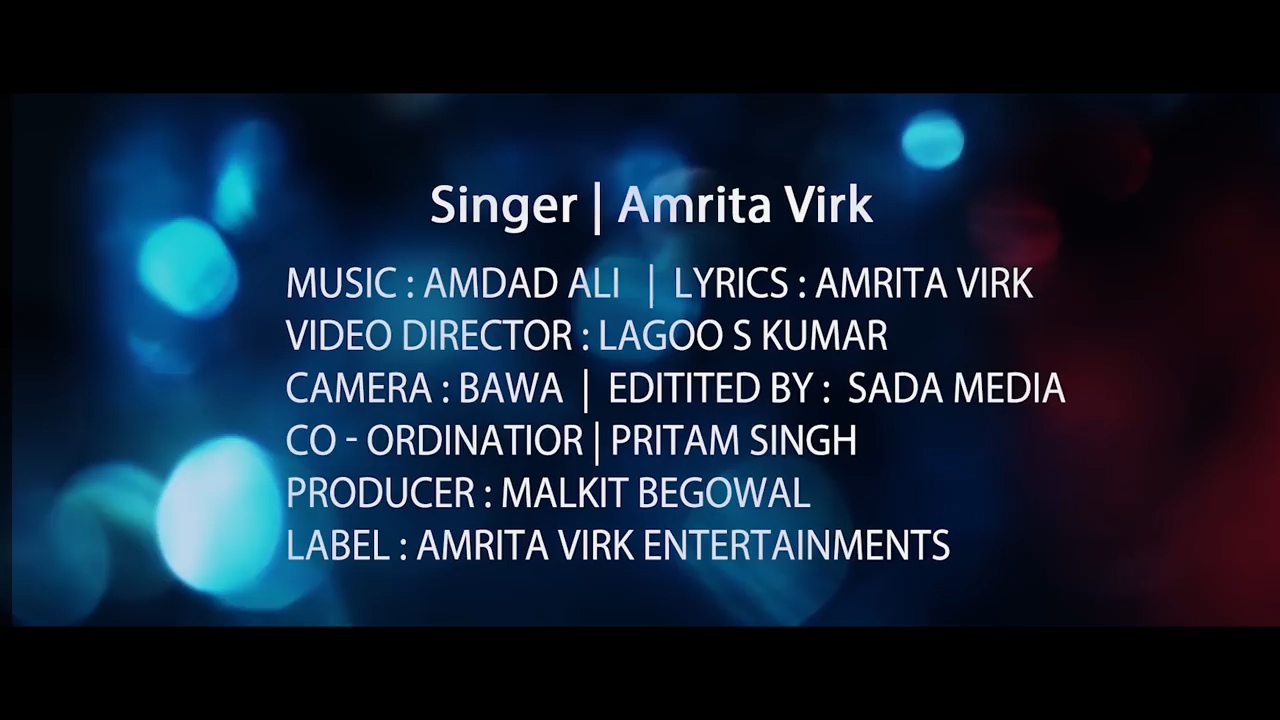 Singer | Amrita Virk
MUSIC : AMDAD ALI | LYRICS : AMRITA VIRK
VIDEO DIRECTOR : LAGOO S KUMAR
CAMERA : BAWA | EDITITED BY : SADA MEDIA
CO - ORDINATIOR | PRITAM SINGH
PRODUCER : MALKIT BEGOWAL
LABEL : AMRITA VIRK ENTERTAINMENTS